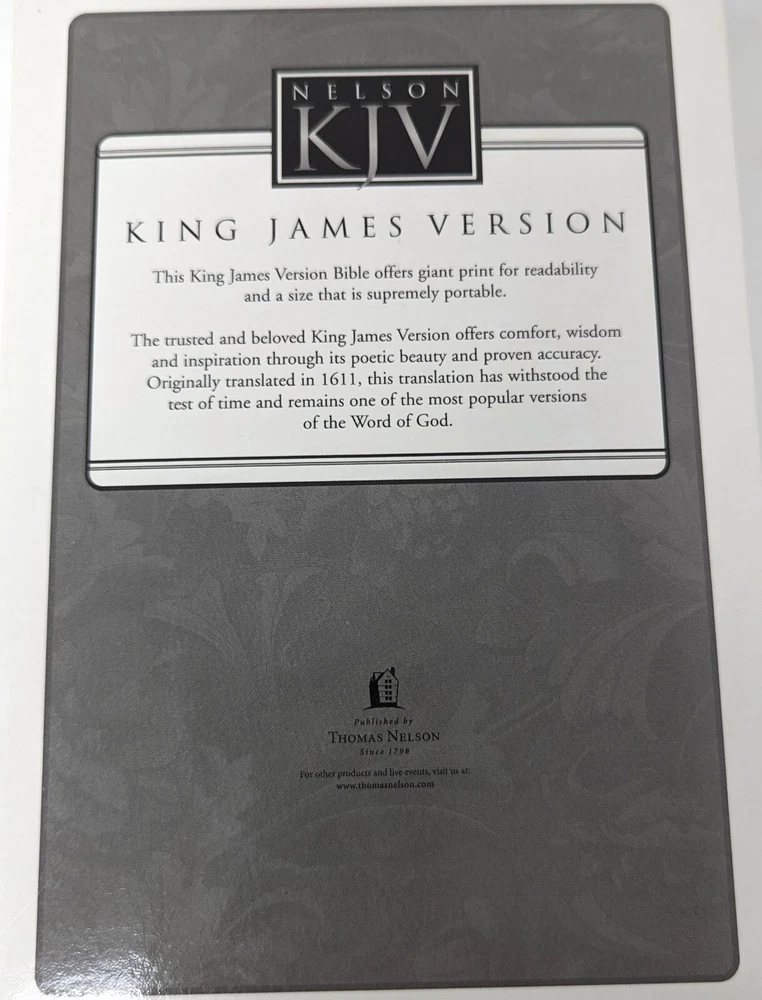 NELSON
KJV
KING JAMES VERSION
This King James Version Bible offers giant print for readability
and a size that is supremely portable.
The trusted and beloved King James Version offers comfort, wisdom
and inspiration through its poetic beauty and proven accuracy.
Originally translated in 1611, this translation has withstood the
test of time and remains one of the most popular versions
of the Word of God.
Published by
THOMAS NELSON
Since 1798
For other products and live events, visit us at:
www.thomasnelson.com